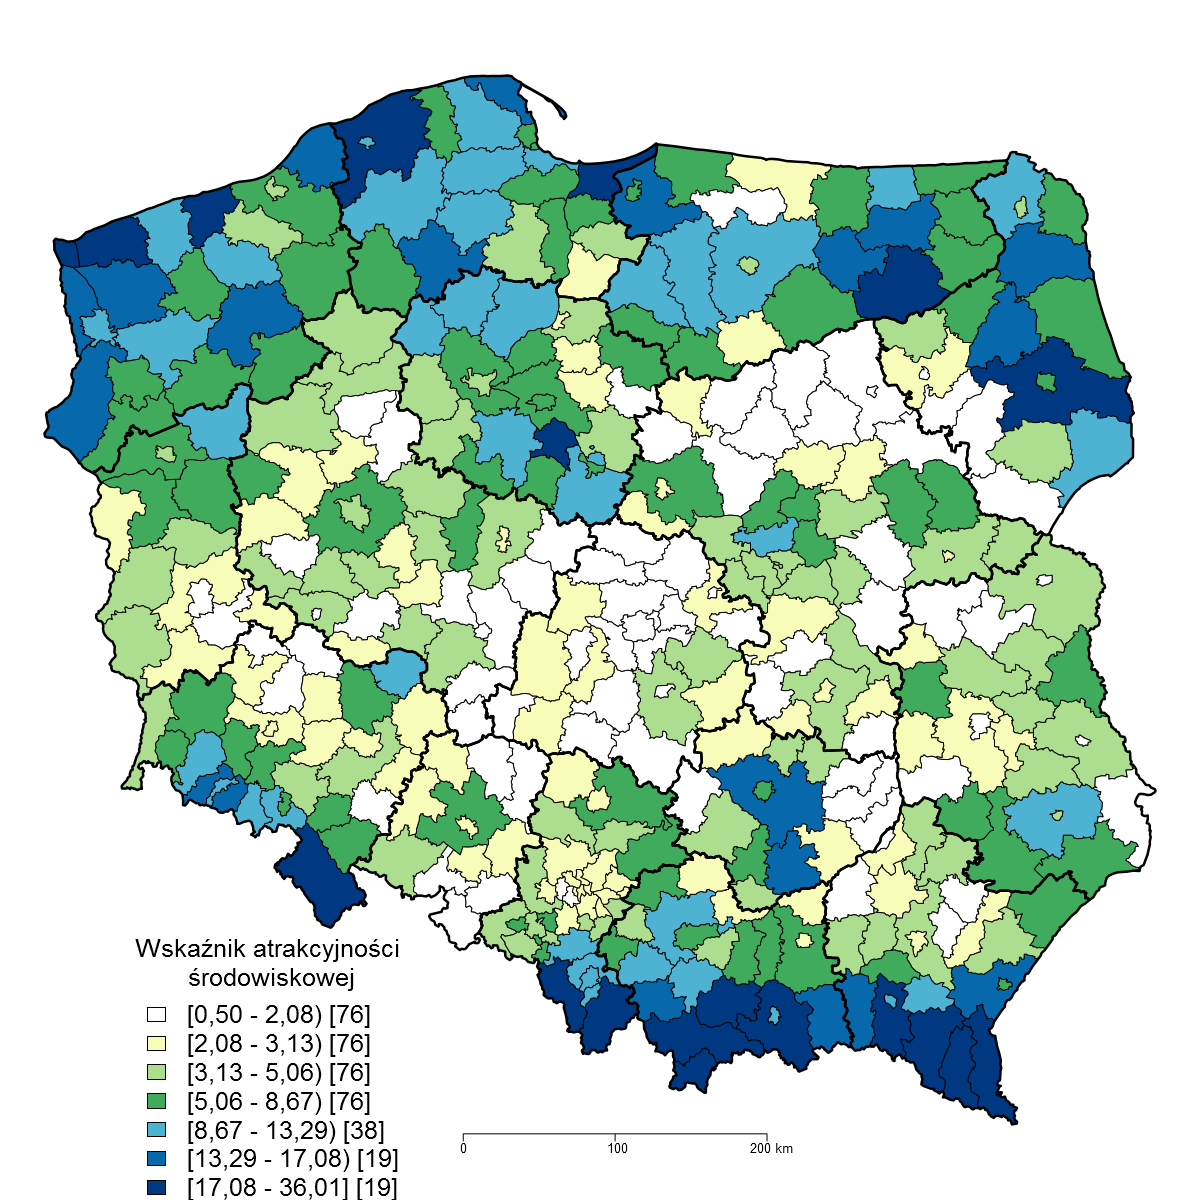 Wskaźnik atrakcyjności
środowiskowej
[0,50 - 2,08) [76]
[2,08 - 3,13) [76]
[3,13 - 5,06) [76]
[5,06 - 8,67) [76]
[8,67 - 13,29) [38]
[13,29 - 17,08) [19]
[17,08 - 36,01] [19]
0 100 200 km